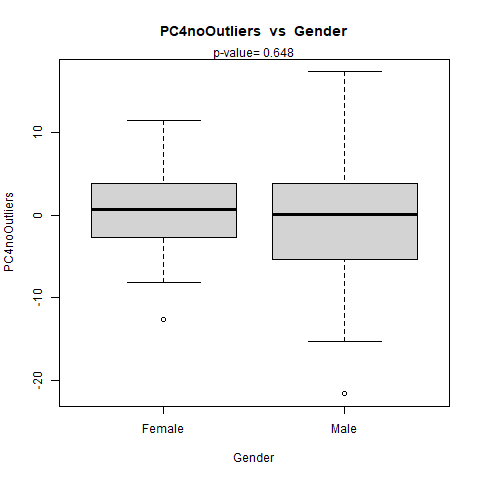 PC4noOutliers vs Gender
p-value= 0.648
PC4noOutliers
10
0
-10
-20
Female Male
Gender